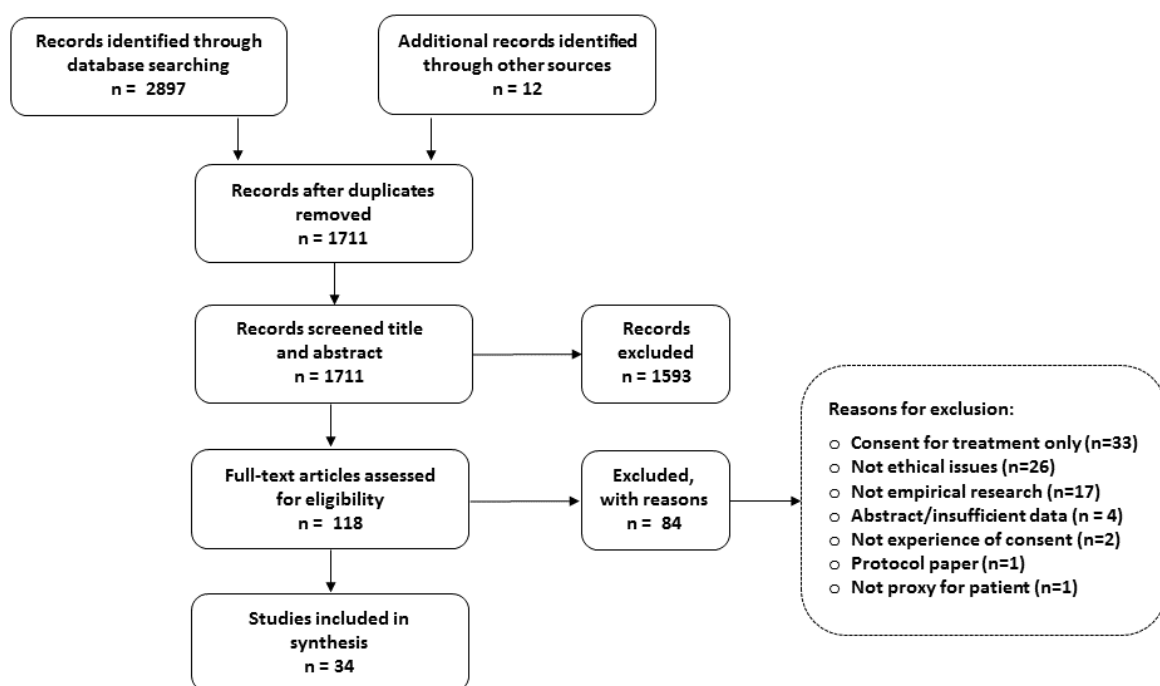 Records identified through
database searching
n = 2897
Additional records identified
through other sources
n = 12
Records after duplicates
removed
n = 1711
Records screened title
and abstract
n = 1711
Records
excluded
n = 1593
Full-text articles assessed
for eligibility
n = 118
Excluded,
with reasons
n = 84
Reasons for exclusion:
o Consent for treatment only (n=33)
o Not ethical issues (n=26)
o Not empirical research (n=17)
o Abstract/insufficient data (n = 4)
o Not experience of consent (n=2)
o Protocol paper (n=1)
o Not proxy for patient (n=1)
Studies included in
synthesis
n = 34